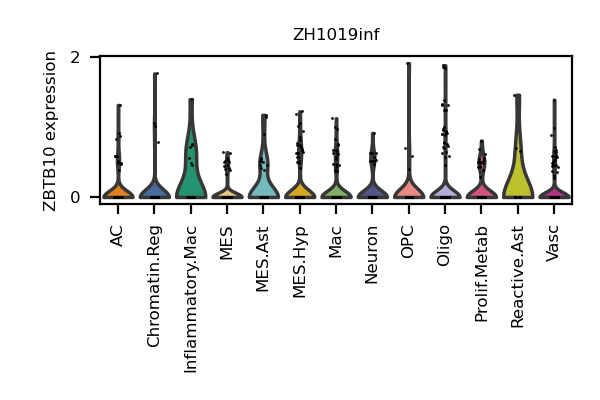 ZH1019inf
ZBTB10 expression
2
0
AC
Chromatin.Reg
Inflammatory.Mac
MES
MES.Ast
MES.Hyp
Mac
Neuron
OPC
Oligo
Prolif.Metab
Reactive.Ast
Vasc